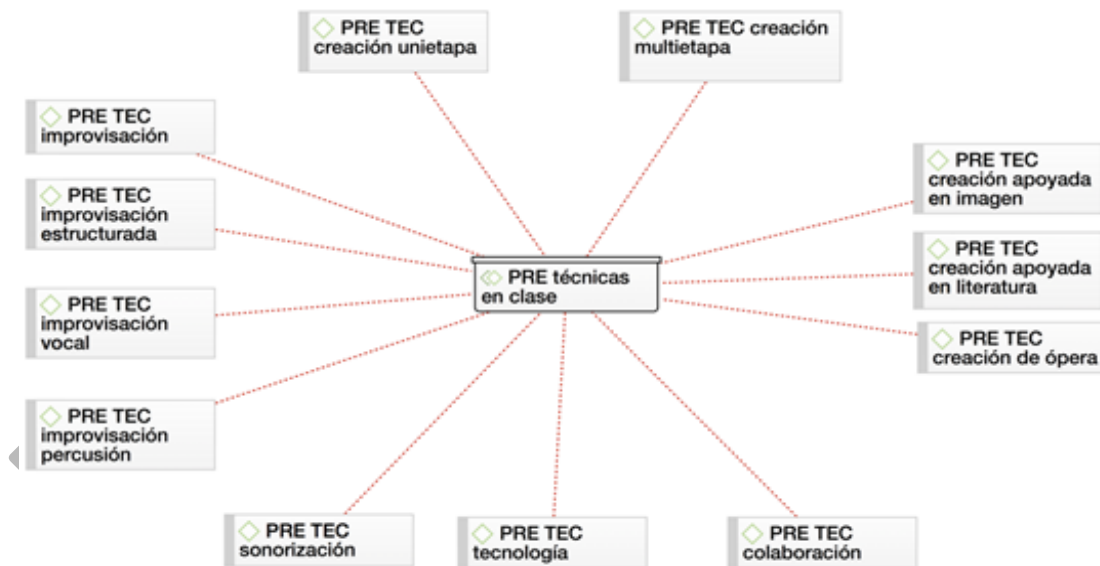 PRE TEC
creación unietapa
PRE TEC creación
multietapa
PRE TEC
improvisación
PRE TEC
creación apoyada
en imagen
PRE TEC
improvisación
estructurada
PRE TEC
creación apoyada
en literatura
PRE técnicas
en clase
PRE TEC
improvisación
vocal
PRE TEC
creación de ópera
PRE TEC
improvisación
percusión
PRE TEC
sonorización
PRE TEC
tecnología
PRE TEC
colaboración